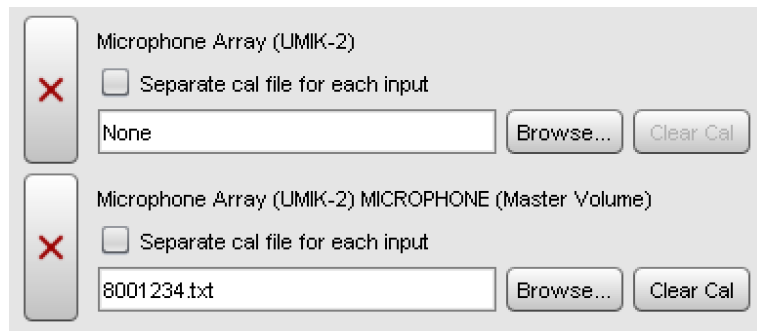 Microphone Array (UMIK-2)
Separate cal file for each input
None Browse... Clear Cal
Microphone Array (UMIK-2) MICROPHONE (Master Volume)
Separate cal file for each input
8001234.txt Browse... Clear Cal